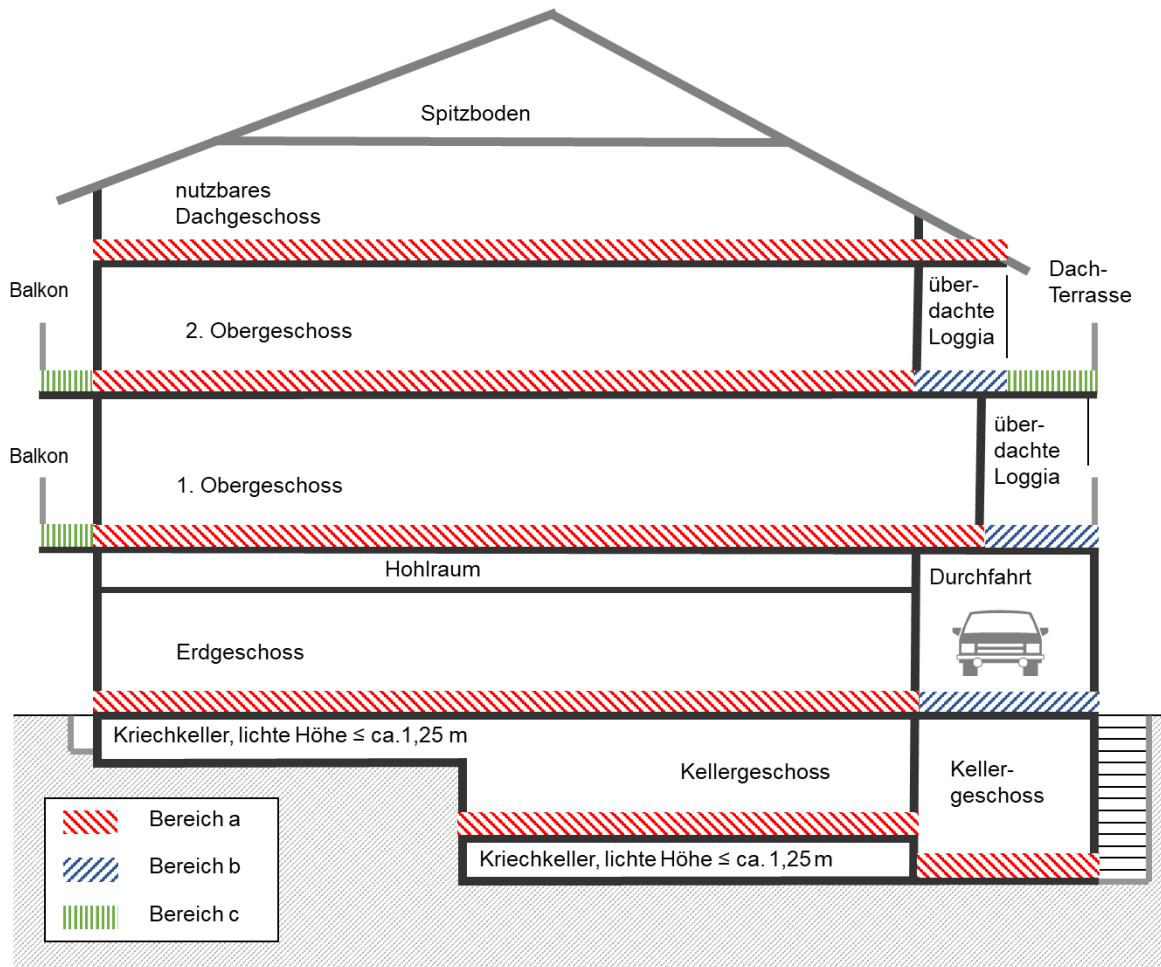 Spitzboden
nutzbares
Dachgeschoss
Balkon
2. Obergeschoss
über-
dachte
Loggia
Dach-
Terrasse
Balkon
1. Obergeschoss
über-
dachte
Loggia
Hohlraum
Durchfahrt
Erdgeschoss
Kriechkeller, lichte Höhe ≤ ca.1,25 m
Kellergeschoss
Keller-
geschoss
Kriechkeller, lichte Höhe ≤ ca. 1,25 m
Bereich a
Bereich b
Bereich c